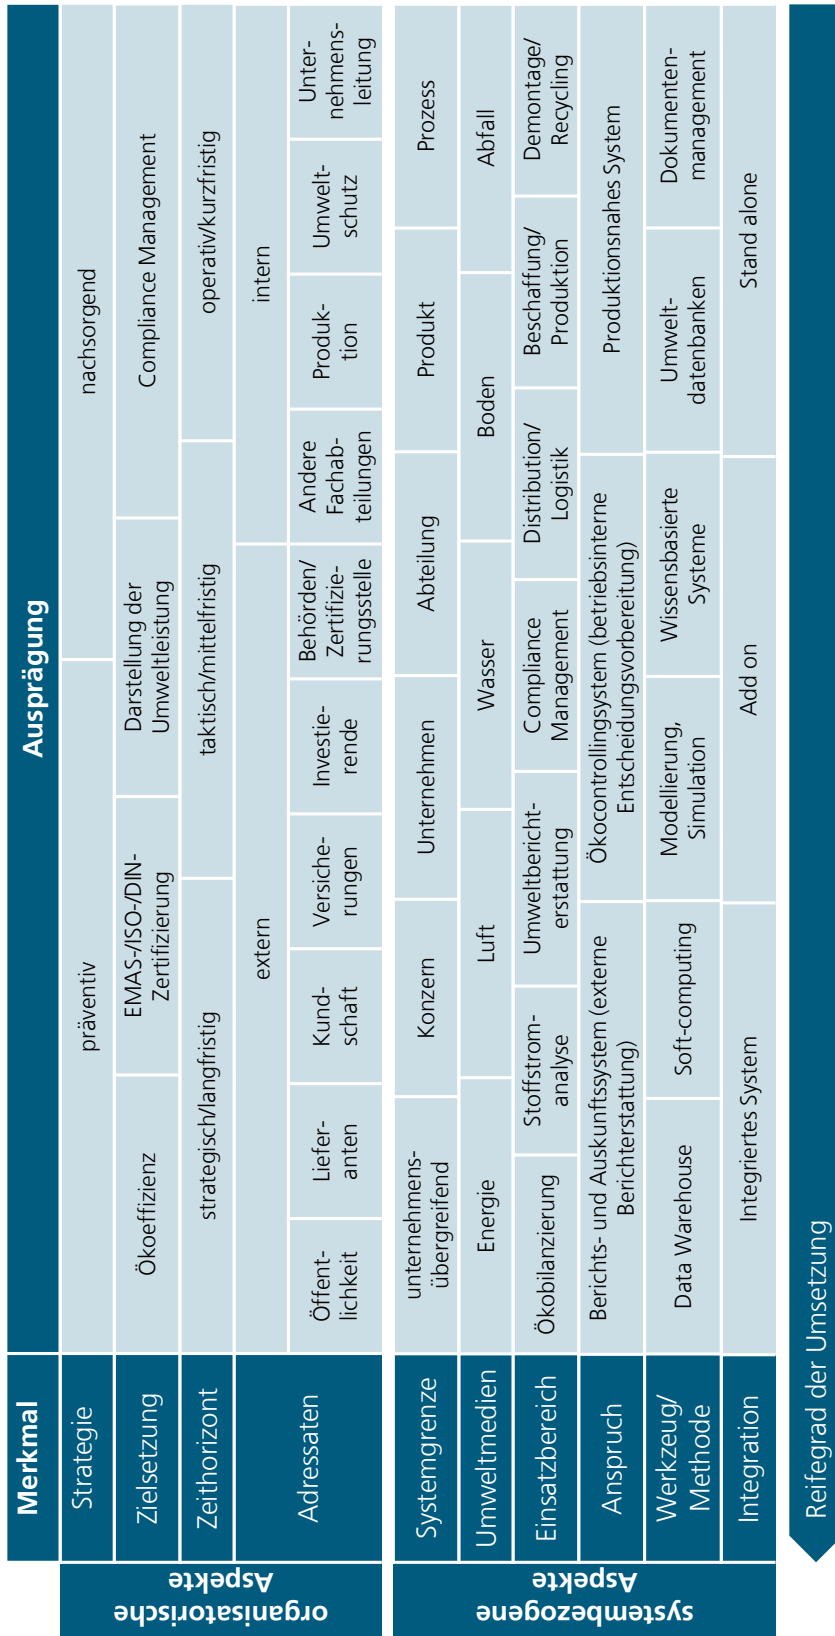 Merkmal
Ausprägung
organisatorische
Aspekte
Strategie
präventiv
nachsorgend
Zielsetzung
Ökoeffizienz
EMAS-/ISO-/DIN-
Zertifizierung
Darstellung der
Umweltleistung
Compliance Management
Zeithorizont
strategisch/langfristig
taktisch/mittelfristig
operativ/kurzfristig
Adressaten
extern
intern
Öffent-
lichkeit
Liefer-
anten
Kund-
schaft
Versiche-
rungen
Investie-
rende
Behörden/
Zertifizie-
rungsstelle
Andere
Fachab-
teilungen
Produk-
tion
Umwelt-
schutz
Unter-
nehmens-
leitung
systembezogene
Aspekte
Systemgrenze
unternehmens-
übergreifend
Konzern
Unternehmen
Abteilung
Produkt
Prozess
Umweltmedien
Energie
Luft
Wasser
Boden
Abfall
Einsatzbereich
Ökobilanzierung
Stoffstrom-
analyse
Umweltbericht-
erstattung
Compliance
Management
Distribution/
Logistik
Beschaffung/
Produktion
Demontage/
Recycling
Anspruch
Berichts- und Auskunftssystem (externe
Berichterstattung)
Ökocontrollingsystem (betriebsinterne
Entscheidungsvorbereitung)
Produktionsnahes System
Werkzeug/
Methode
Data Warehouse
Soft-computing
Modellierung,
Simulation
Wissensbasierte
Systeme
Umwelt-
datenbanken
Dokumenten-
management
Integration
Integriertes System
Add on
Stand alone
Reifegrad der Umsetzung